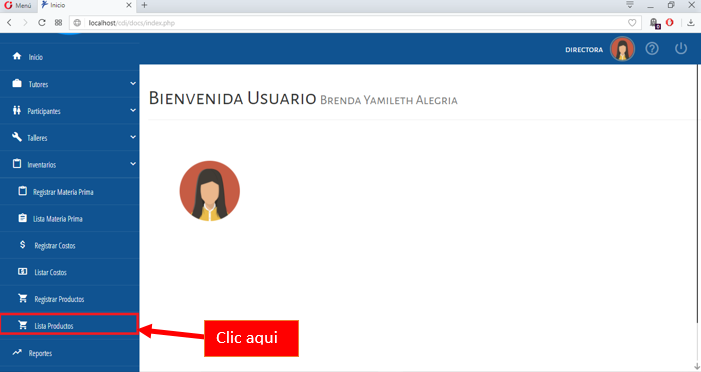 Menú
Inicio
localhost/cdi/docs/index.php
DIRECTORA
Inicio
Tutores
Participantes
Talleres
Inventarios
Registrar Materia Prima
Lista Materia Prima
Registrar Costos
Listar Costos
Registrar Productos
Lista Productos
Reportes
Bienvenida Usuario Brenda Yamileth Alegria
Clic aqui